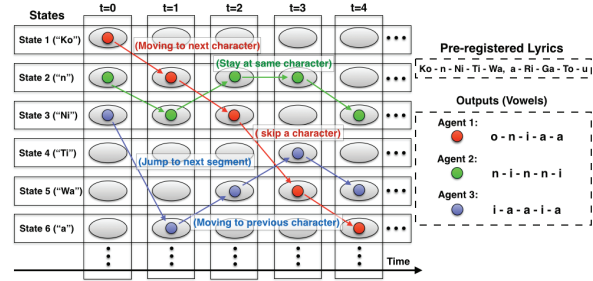 States
t=0 t=1 t=2 t=3 t=4
State 1 ("Ko")
(Moving to next character)
State 2 ("n")
(Stay at same character)
State 3 ("Ni")
( skip a character)
State 4 ("Ti")
(Jump to next segment)
State 5 ("Wa")
(Moving to previous character)
State 6 ("a")
Time
Pre-registered Lyrics
Ko - n - Ni - Ti - Wa, a - Ri - Ga - To - u
Outputs (Vowels)
Agent 1:
o - n - i - a - a
Agent 2:
n - i - n - n - i
Agent 3:
i - a - a - i - a